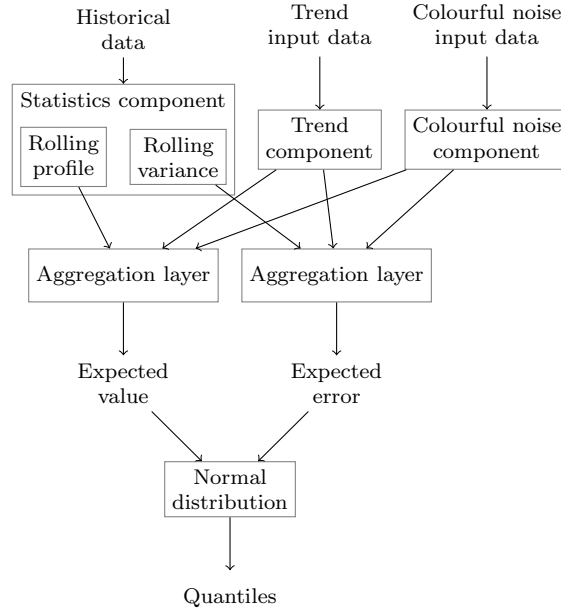 Historical
data
Trend
input data
Colourful noise
input data
Statistics component
Rolling
profile
Rolling
variance
Trend
component
Colourful noise
component
Aggregation layer
Aggregation layer
Expected
value
Expected
error
Normal
distribution
Quantiles